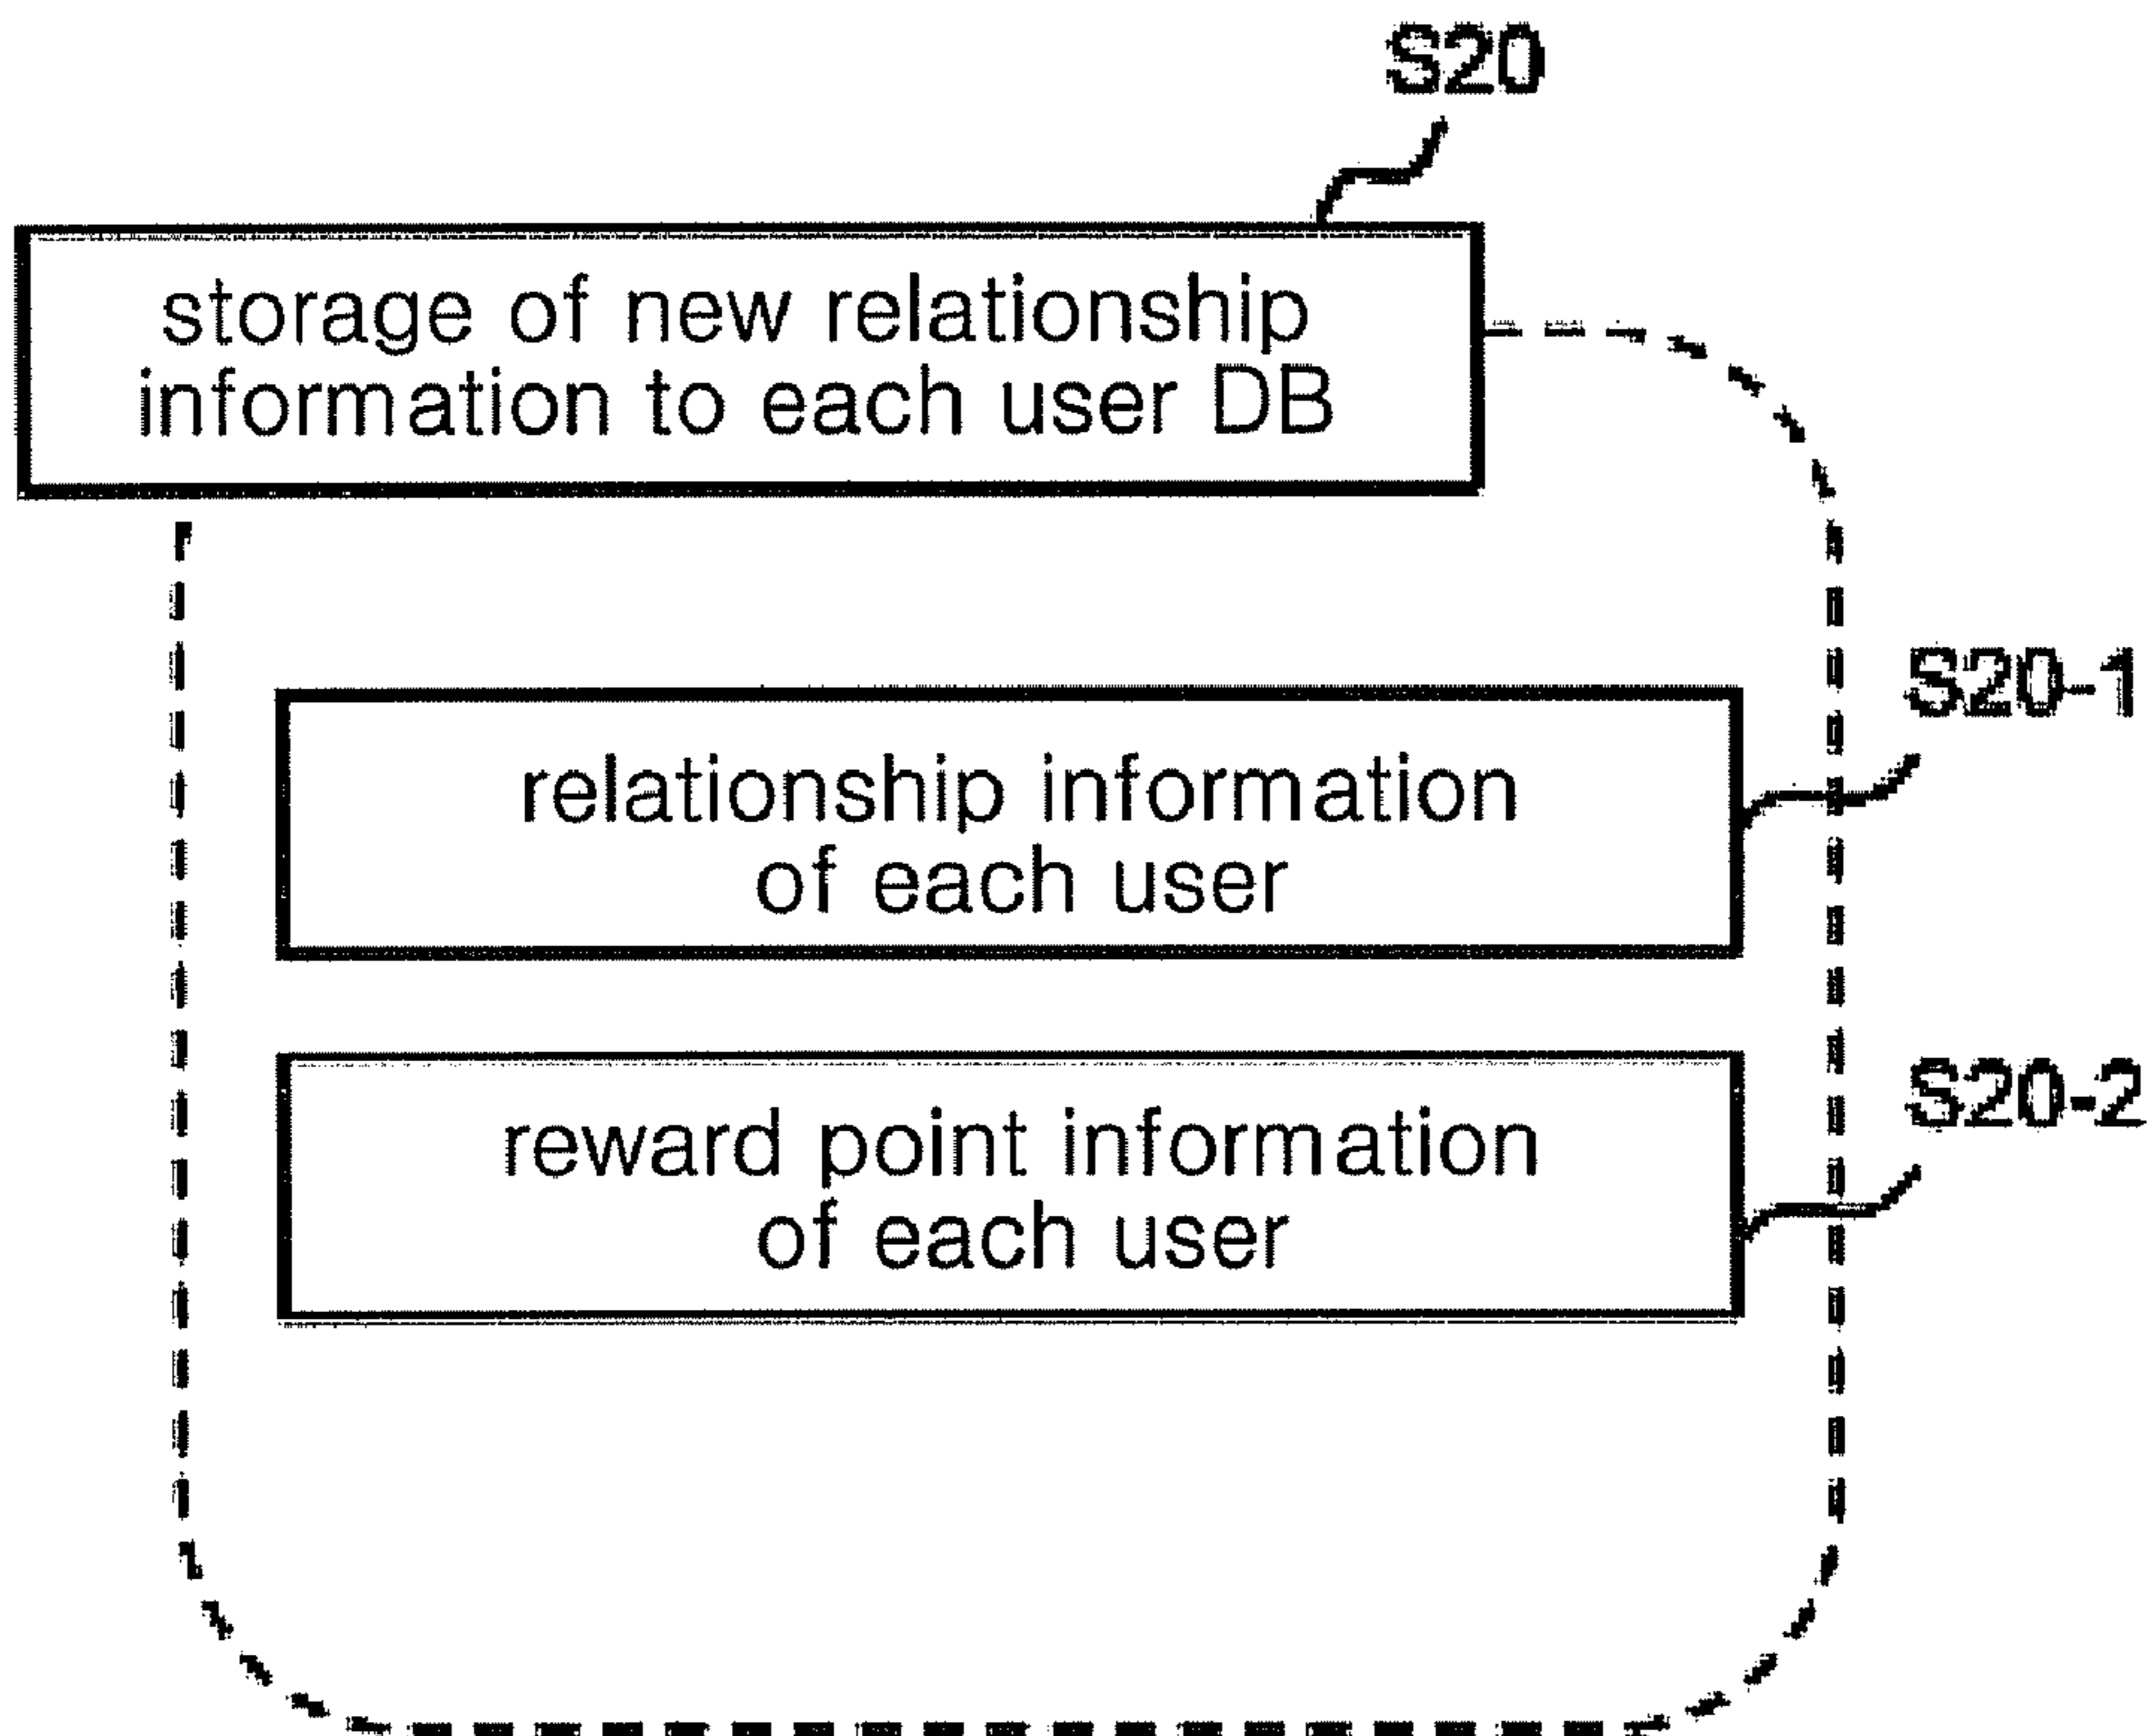 S20
storage of new relationship
information to each user DB
S20-1
relationship information
of each user
S20-2
reward point information
of each user